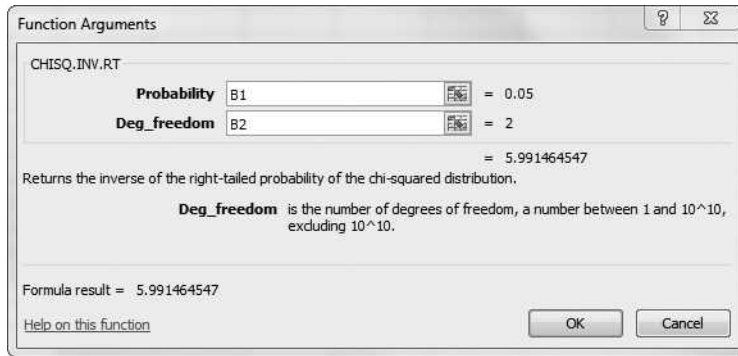 Function Arguments
CHISQ.INV.RT
Probability B1 = 0.05
Deg_freedom B2 = 2
= 5.991464547
Returns the inverse of the right-tailed probability of the chi-squared distribution.
Deg_freedom is the number of degrees of freedom, a number between 1 and 10^10,
excluding 10^10.
Formula result = 5.991464547
Help on this function OK Cancel